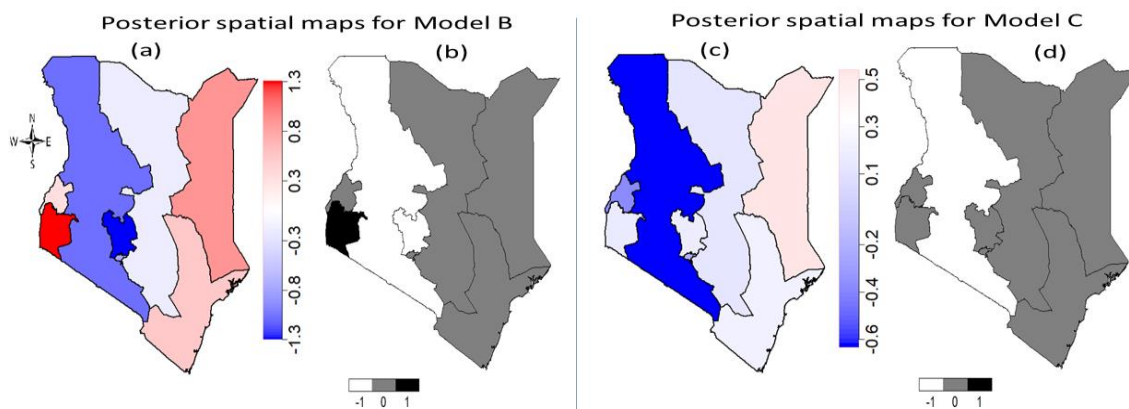 Posterior spatial maps for Model B
Posterior spatial maps for Model C
(a)
(b)
(c)
(d)
N
W E
S
1.3
0.8
0.3
-0.3
-0.8
-1.3
0.5
0.3
0.1
-0.2
-0.4
-0.6
-1 0 1
-1 0 1